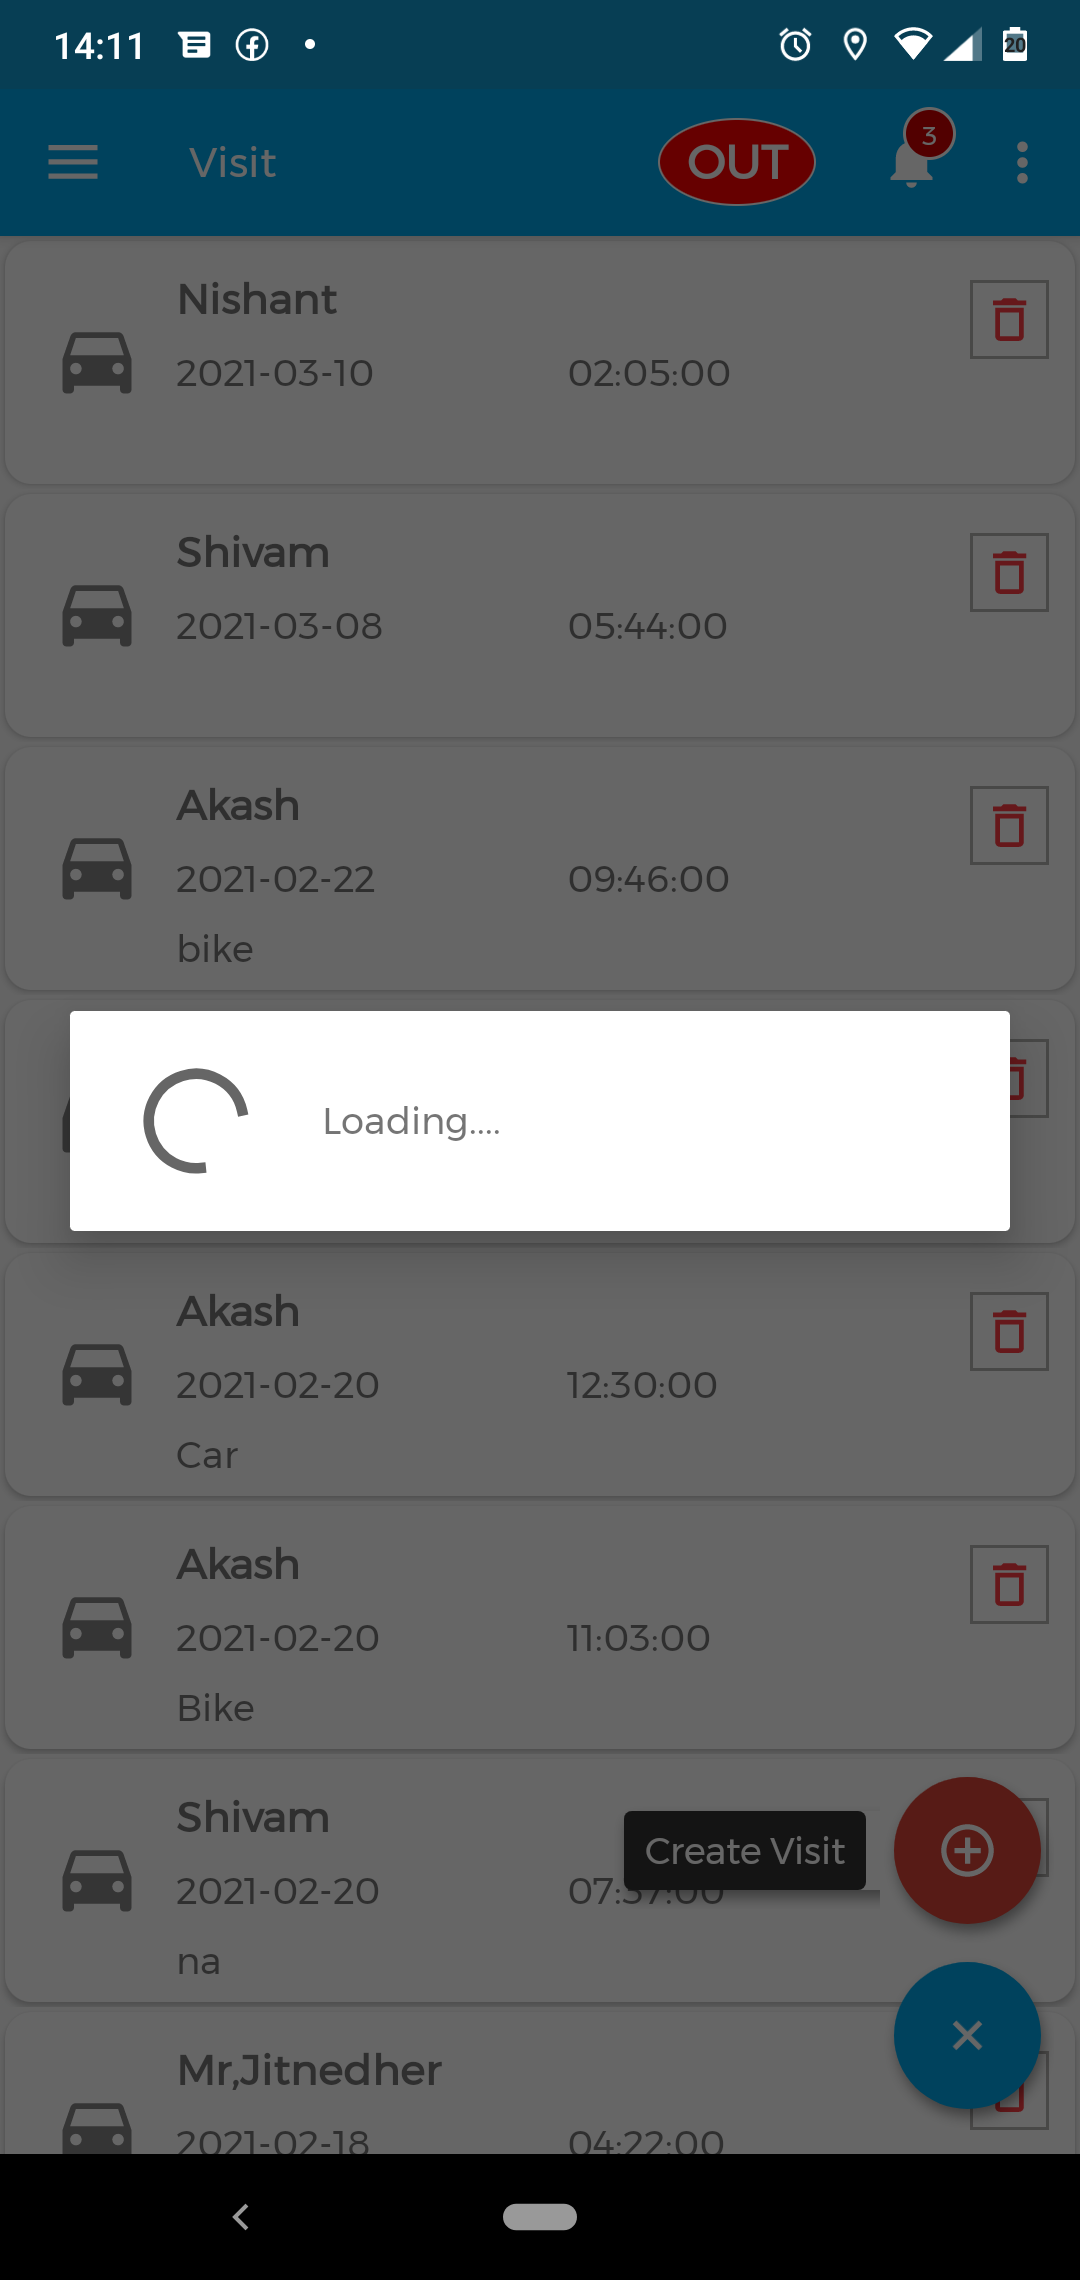 14:11
20
Visit
OUT
3
Nishant
2021-03-10 02:05:00
Shivam
2021-03-08 05:44:00
Akash
2021-02-22 09:46:00
bike
Loading....
Akash
2021-02-20 12:30:00
Car
Akash
2021-02-20 11:03:00
Bike
Shivam
Create Visit
2021-02-20 07:37:00
na
Mr,Jitnedher
2021-02-18 04:22:00